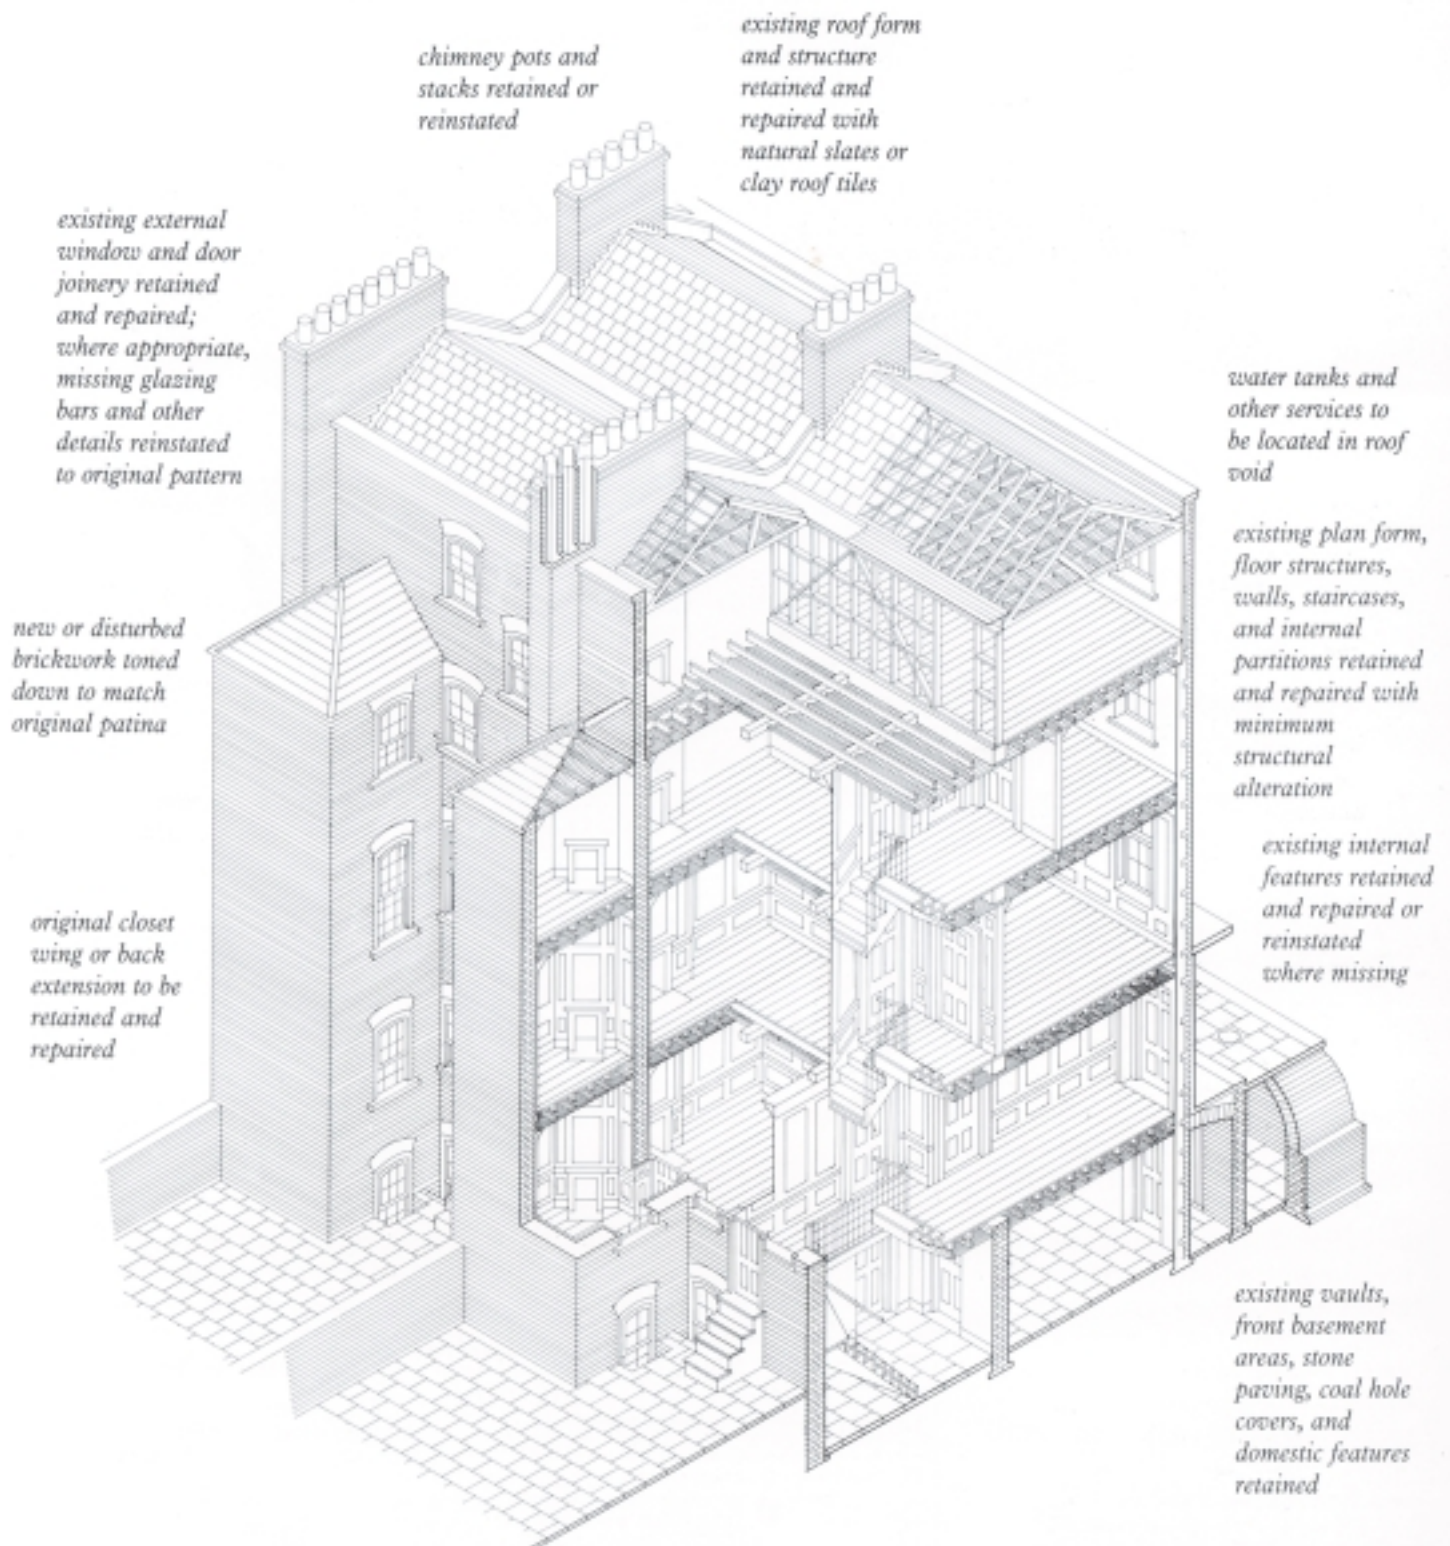 chimney pots and
stacks retained or
reinstated
existing roof form
and structure
retained and
repaired with
natural slates or
clay roof tiles
existing external
window and door
joinery retained
and repaired;
where appropriate,
missing glazing
bars and other
details reinstated
to original pattern
water tanks and
other services to
be located in roof
void
existing plan form,
floor structures,
walls, staircases,
and internal
partitions retained
and repaired with
minimum
structural
alteration
new or disturbed
brickwork toned
down to match
original patina
existing internal
features retained
and repaired or
reinstated
where missing
original closet
wing or back
extension to be
retained and
repaired
existing vaults,
front basement
areas, stone
paving, coal hole
covers, and
domestic features
retained